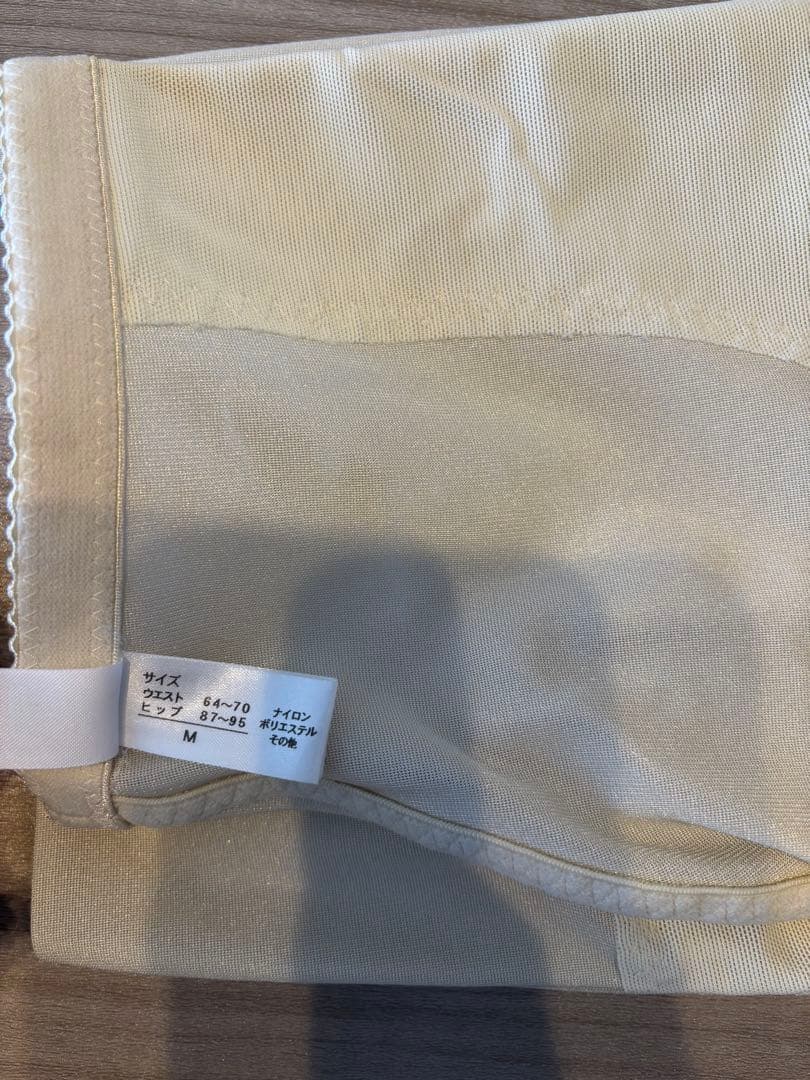 サイズ
ウエスト 64～70
ヒップ 87～95
M
ナイロン
ポリエステル
その他